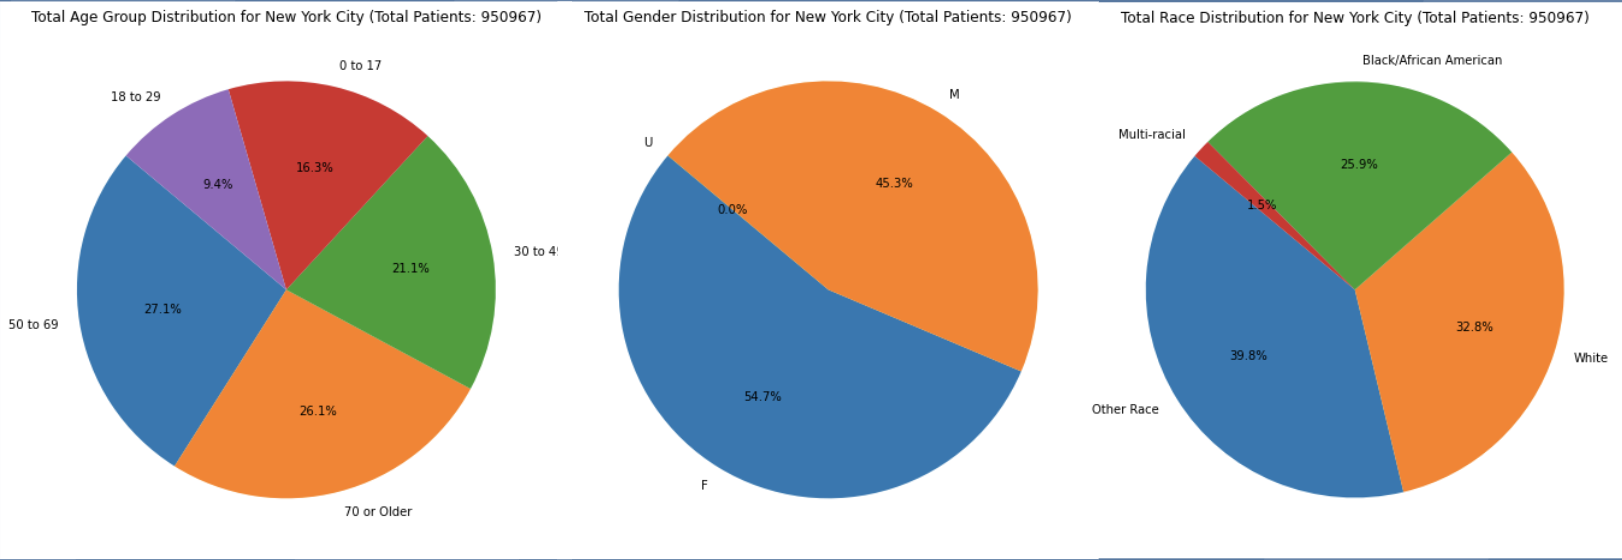 Total Age Group Distribution for New York City (Total Patients: 950967)
0 to 17
18 to 29
16.3%
9.4%
30 to 4
21.1%
27.1%
50 to 69
26.1%
70 or Older
Total Gender Distribution for New York City (Total Patients: 950967)
M
U
45.3%
0.0%
54.7%
F
Total Race Distribution for New York City (Total Patients: 950967)
Black/African American
Multi-racial
25.9%
1.5%
32.8%
39.8%
White
Other Race